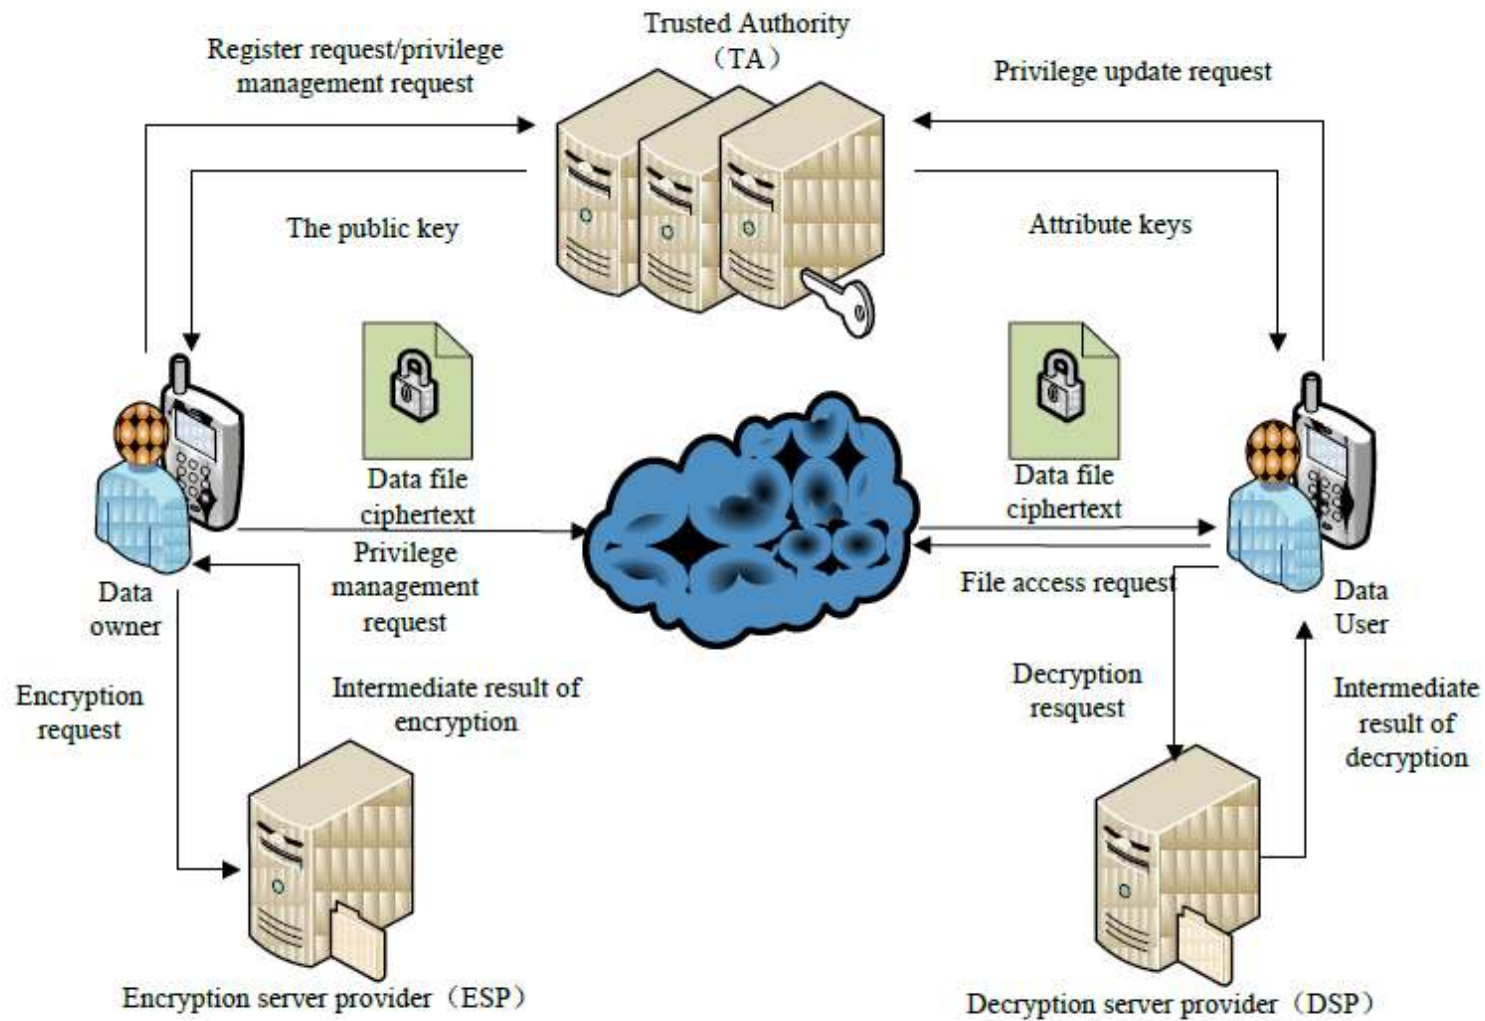 Trusted Authority
（TA）
Register request/privilege
management request
Privilege update request
The public key
Attribute keys
Data file
ciphertext
Privilege
management
request
Data file
ciphertext
File access request
Data
owner
Data
User
Encryption
request
Intermediate result of
encryption
Decryption
resquest
Intermediate
result of
decryption
Encryption server provider（ESP）
Decryption server provider（DSP）